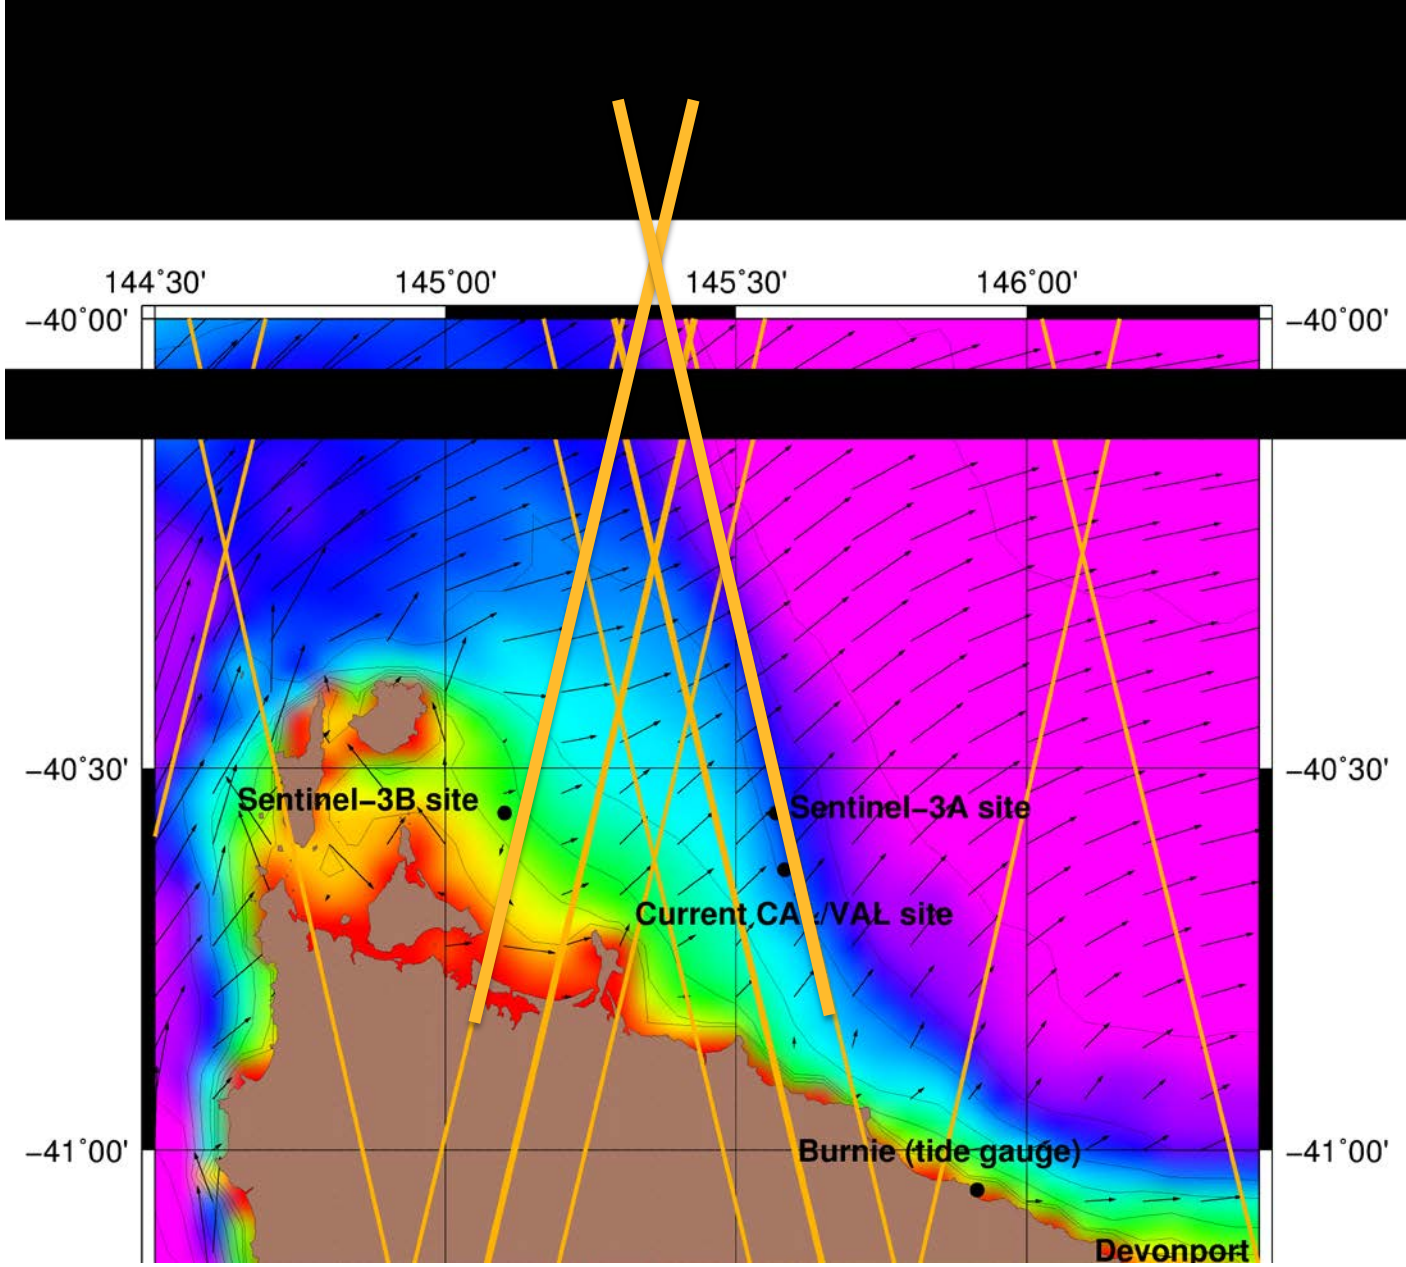 144˚30' 145˚00' 145˚30' 146˚00'
−40˚00' −40˚00'
−40˚30' −40˚30'
Sentinel−3B site Sentinel−3A site
Current CAL/VAL site
−41˚00' Burnie (tide gauge) −41˚00'
Devonport